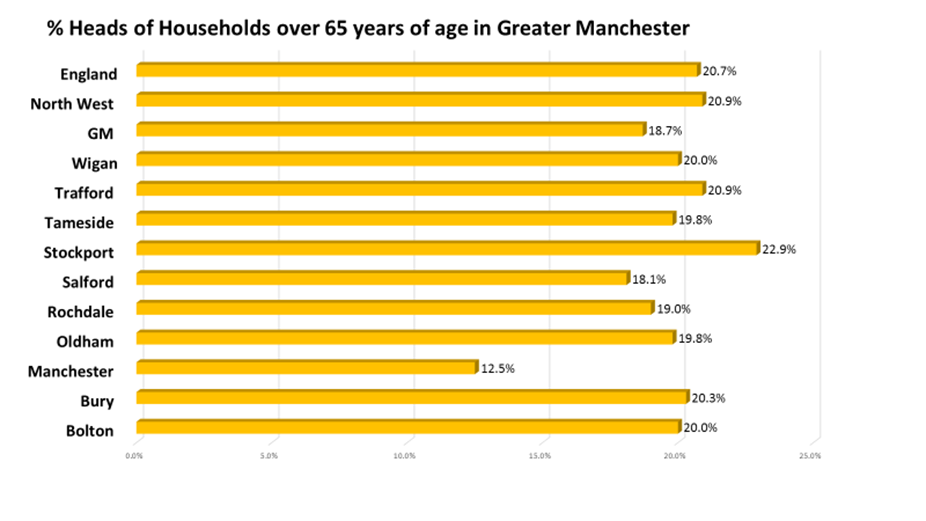 % Heads of Households over 65 years of age in Greater Manchester
England 20.7%
North West 20.9%
GM 18.7%
Wigan 20.0%
Trafford 20.9%
Tameside 19.8%
Stockport 22.9%
Salford 18.1%
Rochdale 19.0%
Oldham 19.8%
Manchester 12.5%
Bury 20.3%
Bolton 20.0%
0.0% 5.0% 10.0% 15.0% 20.0% 25.0%